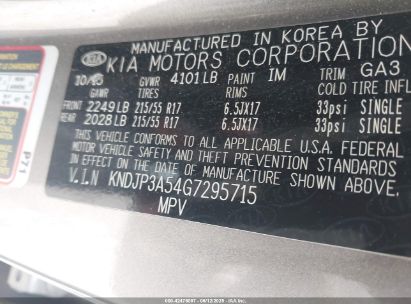 MANUFACTURED IN KOREA BY
KIA KIA MOTORS CORPORATION
GVWR 4101LB PAINT 1M TRIM GA3
GAWR TIRES RIMS COLD TIRE INFL
FRONT 2249LB 215/55 R17 6.5JX17 33psi SINGLE
REAR 2028LB 215/55 R17 6.5JX17 33psi SINGLE
THIS VEHICLE CONFORMS TO ALL APPLICABLE U.S.A. FEDERAL
MOTOR VEHICLE SAFETY AND THEFT PREVENTION STANDARDS
IN EFFECT ON THE DATE OF MANUFACTURE SHOWN ABOVE.
V.I.N KNDJP3A54G7295715
MPV
P71